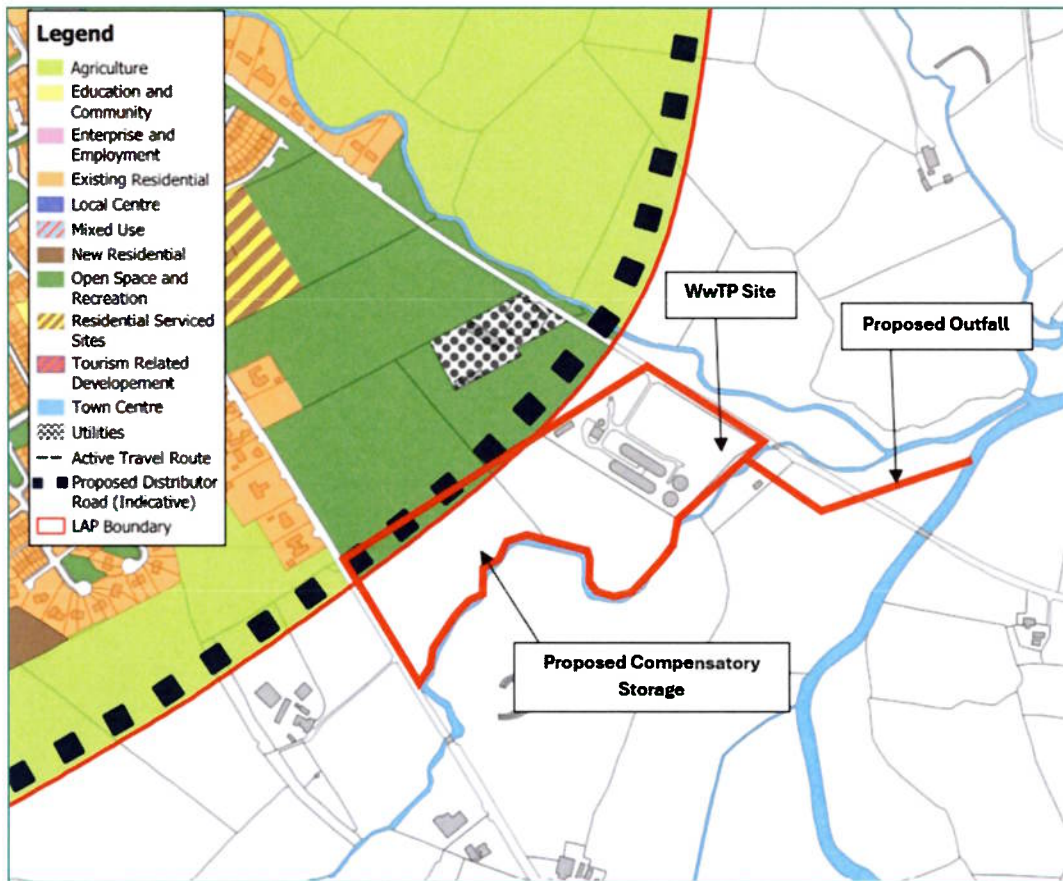 Legend
Agriculture
Education and
Community
Enterprise and
Employment
Existing Residential
Local Centre
Mixed Use
New Residential
Open Space and
Recreation
Residential Serviced
Sites
Tourism Related
Developement
Town Centre
Utilities
Active Travel Route
Proposed Distributor
Road (Indicative)
LAP Boundary
WwTP Site
Proposed Outfall
Proposed Compensatory
Storage